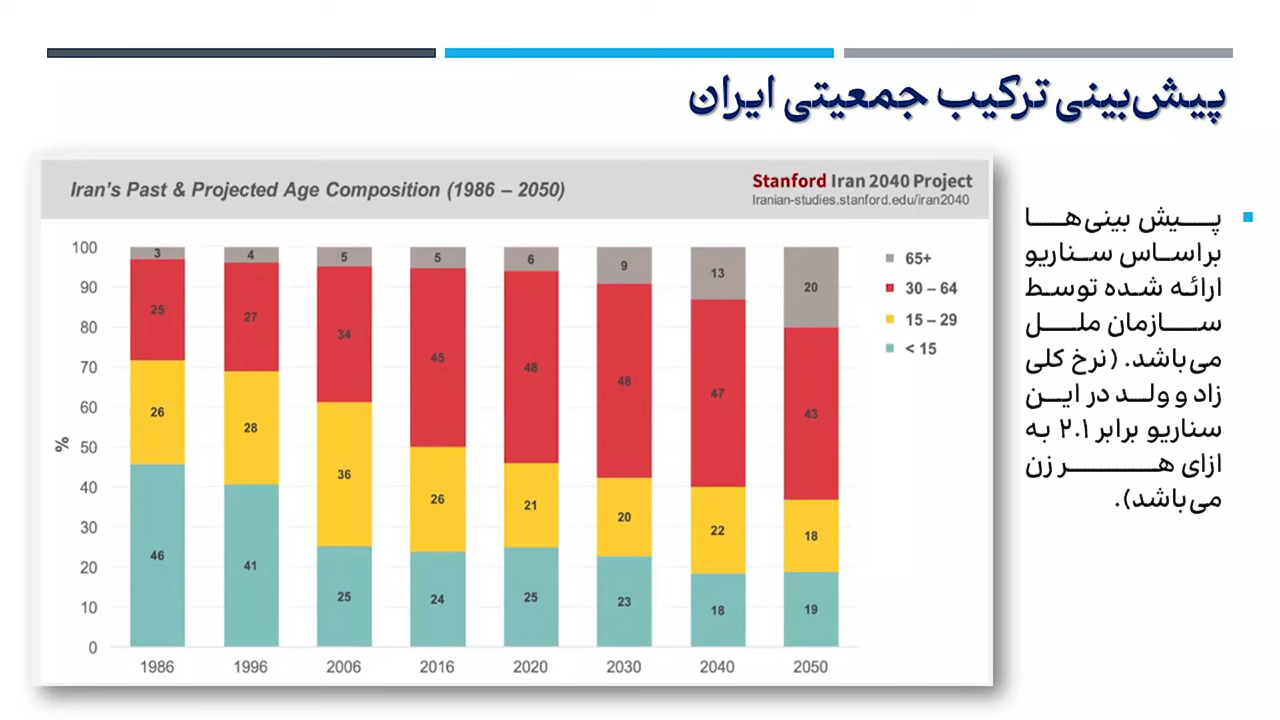 پیش‌بینی ترکیب جمعیتی ایران
پیش بینی‌ها
براساس سناریو
ارائه شده توسط
سازمان ملل
می‌باشد. (نرخ کلی
زاد و ولد در این
سناریو برابر ۲.۱ به
ازای هر زن
می‌باشد).
Iran's Past & Projected Age Composition (1986 – 2050)
Stanford Iran 2040 Project
Iranian-studies.stanford.edu/iran2040
100
90
80
70
60
50
40
30
20
10
0
%
3 4 5 5 6 9 13 20
25 27 34 45 48 48 47 43
26 28 36 26 21 20 22 18
46 41 25 24 25 23 18 19
1986 1996 2006 2016 2020 2030 2040 2050
65+
30 – 64
15 – 29
< 15